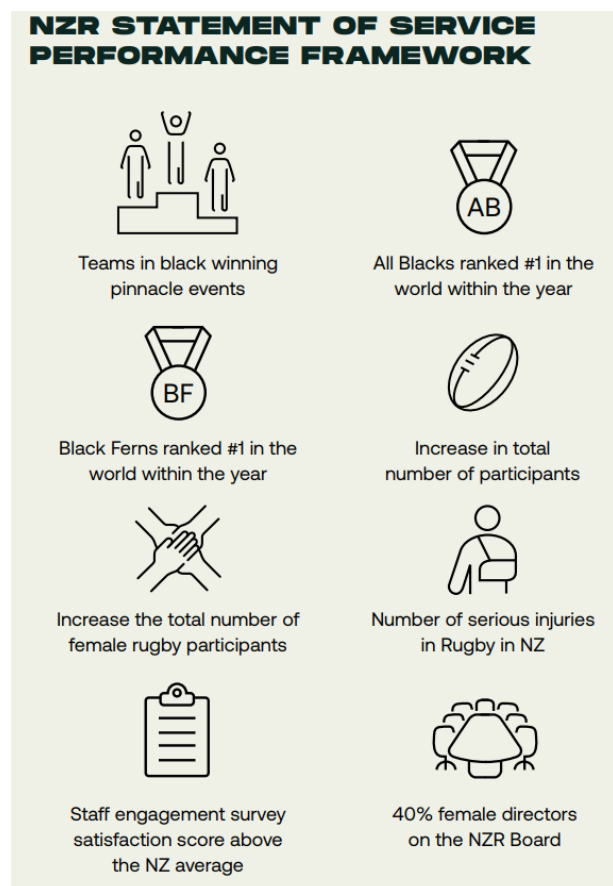 NZR STATEMENT OF SERVICE
PERFORMANCE FRAMEWORK
Teams in black winning
pinnacle events
AB
All Blacks ranked #1 in the
world within the year
BF
Black Ferns ranked #1 in the
world within the year
Increase in total
number of participants
Increase the total number of
female rugby participants
Number of serious injuries
in Rugby in NZ
Staff engagement survey
satisfaction score above
the NZ average
40% female directors
on the NZR Board